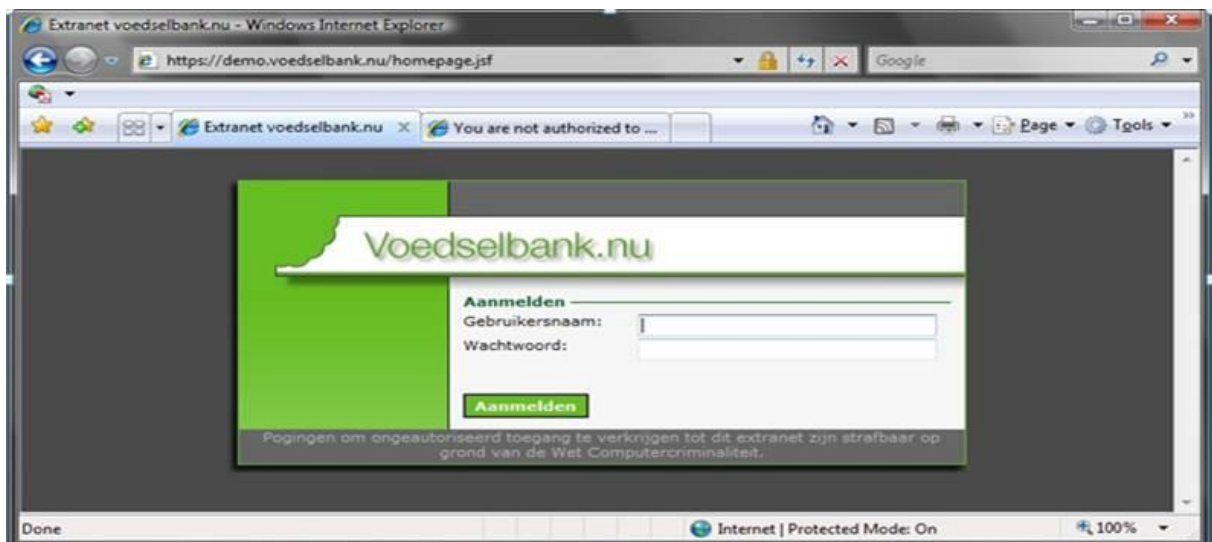 Extranet voedselbank.nu - Windows Internet Explorer
https://demo.voedselbank.nu/homepage.jsf
Google
Extranet voedselbank.nu
You are not authorized to ...
Page
Tools
Voedselbank.nu
Aanmelden
Gebruikersnaam:
Wachtwoord:
Aanmelden
Pogingen om ongeautoriseerd toegang te verkrijgen tot dit extranet zijn strafbaar op
grond van de Wet Computercriminaliteit.
Done
Internet | Protected Mode: On
100%